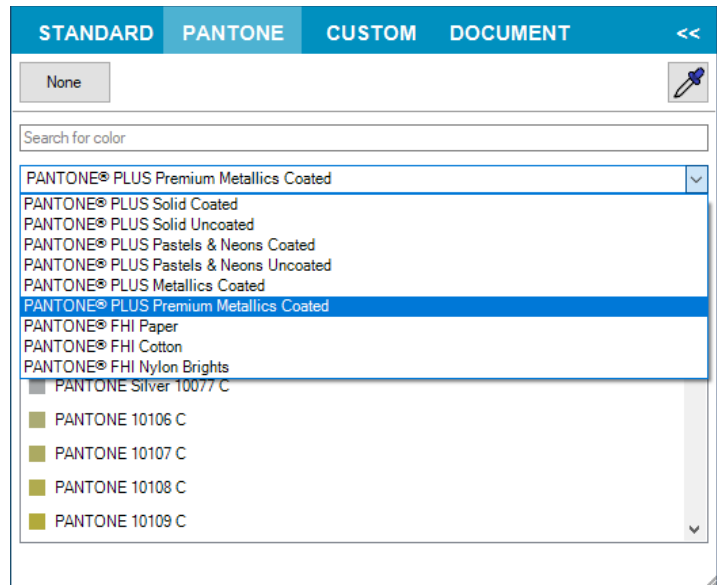 STANDARD PANTONE CUSTOM DOCUMENT <<
None
Search for color
PANTONE® PLUS Premium Metallics Coated
PANTONE® PLUS Solid Coated
PANTONE® PLUS Solid Uncoated
PANTONE® PLUS Pastels & Neons Coated
PANTONE® PLUS Pastels & Neons Uncoated
PANTONE® PLUS Metallics Coated
PANTONE® PLUS Premium Metallics Coated
PANTONE® FHI Paper
PANTONE® FHI Cotton
PANTONE® FHI Nylon Brights
PANTONE Silver 10077 C
PANTONE 10106 C
PANTONE 10107 C
PANTONE 10108 C
PANTONE 10109 C